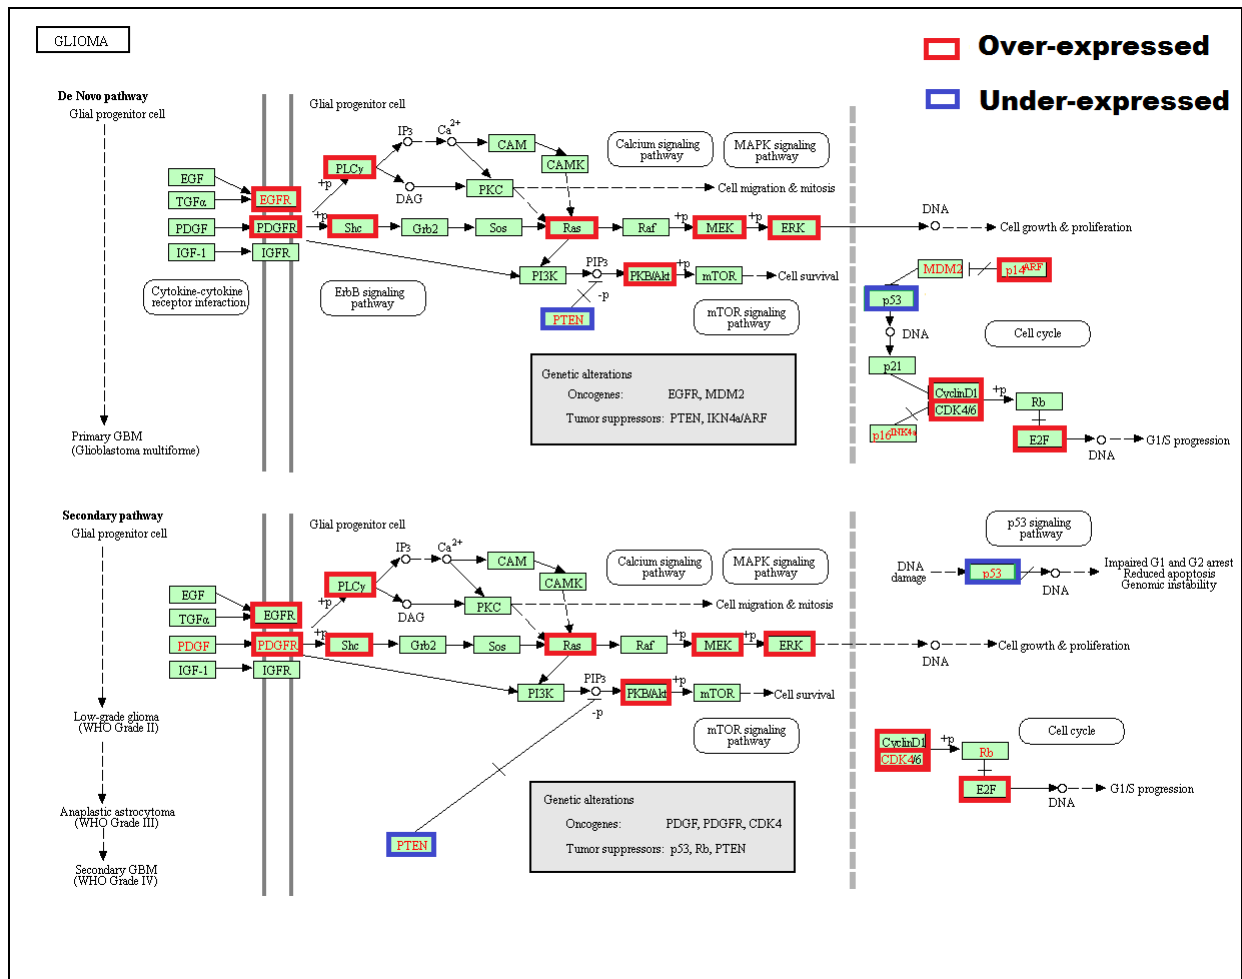 GLIOMA
Over-expressed
Under-expressed
De Novo pathway
Glial progenitor cell
Primary GBM
(Glioblastoma multiforme)
Glial progenitor cell
EGF
TGFα
PDGF
IGF-1
EGFR
PDGFR
IGFR
Cytokine-cytokine
receptor interaction
+p
PLCγ
IP3
Ca2+
DAG
CAM
CAMK
PKC
Calcium signaling
pathway
MAPK signaling
pathway
Cell migration & mitosis
+p
Shc
Grb2
Sos
Ras
Raf
+p
MEK
+p
ERK
DNA
Cell growth & proliferation
PI3K
PIP3
-p
PKB/Akt
+p
mTOR
Cell survival
PTEN
ErbB signaling
pathway
mTOR signaling
pathway
MDM2
p14ARF
p53
DNA
p21
Cell cycle
CyclinD1
CDK4/6
+p
Rb
p16INK4a
E2F
DNA
G1/S progression
Genetic alterations
Oncogenes: EGFR, MDM2
Tumor suppressors: PTEN, IKN4a/ARF
Secondary pathway
Glial progenitor cell
Low-grade glioma
(WHO Grade II)
Anaplastic astrocytoma
(WHO Grade III)
Secondary GBM
(WHO Grade IV)
Glial progenitor cell
EGF
TGFα
PDGF
IGF-1
EGFR
PDGFR
IGFR
+p
PLCγ
IP3
Ca2+
DAG
CAM
CAMK
PKC
Calcium signaling
pathway
MAPK signaling
pathway
Cell migration & mitosis
+p
Shc
Grb2
Sos
Ras
Raf
+p
MEK
+p
ERK
DNA
Cell growth & proliferation
PI3K
PIP3
-p
PKB/Akt
+p
mTOR
Cell survival
mTOR signaling
pathway
PTEN
p53 signaling
pathway
DNA
damage
p53
DNA
Impaired G1 and G2 arrest
Reduced apoptosis
Genomic instability
Cell cycle
CyclinD1
CDK4/6
+p
Rb
E2F
DNA
G1/S progression
Genetic alterations
Oncogenes: PDGF, PDGFR, CDK4
Tumor suppressors: p53, Rb, PTEN